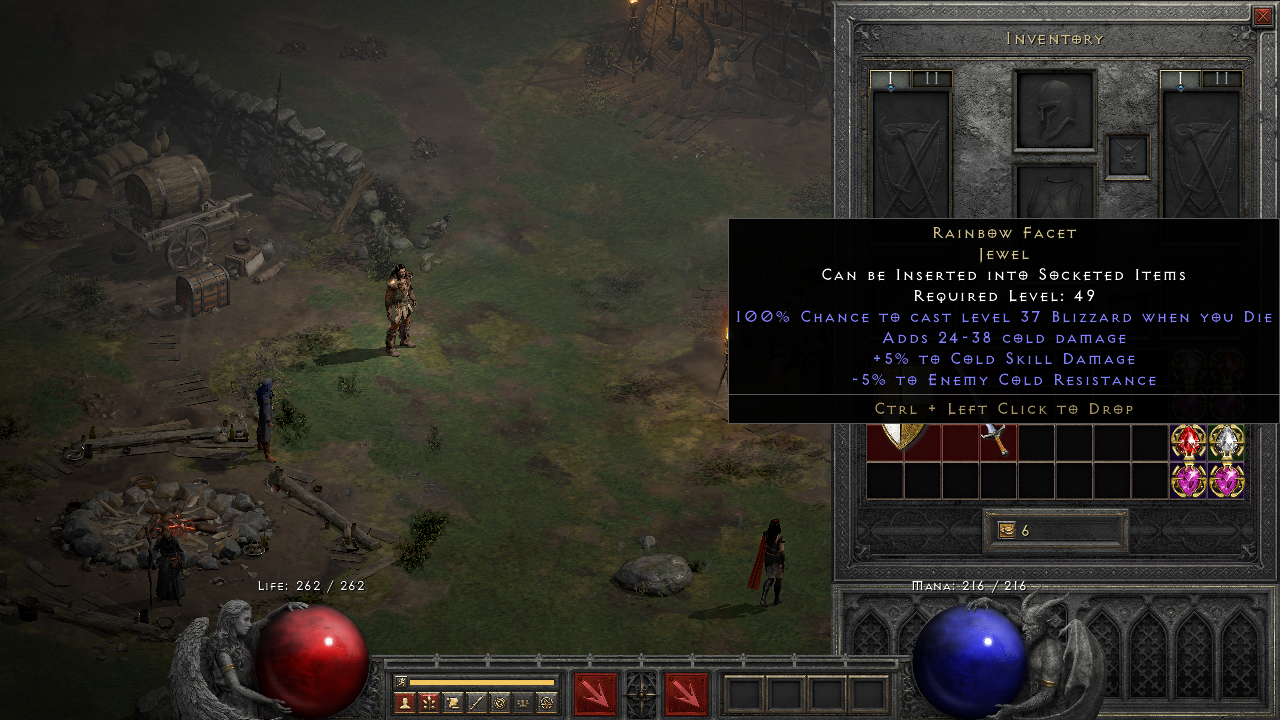 Inventory
I II
I II
Rainbow Facet
Jewel
Can be Inserted into Socketed Items
Required Level: 49
100% Chance to cast level 37 Blizzard when you Die
Adds 24-38 cold damage
+5% to Cold Skill Damage
-5% to Enemy Cold Resistance
Ctrl + Left Click to Drop
6
Life: 262 / 262
Mana: 216 / 216